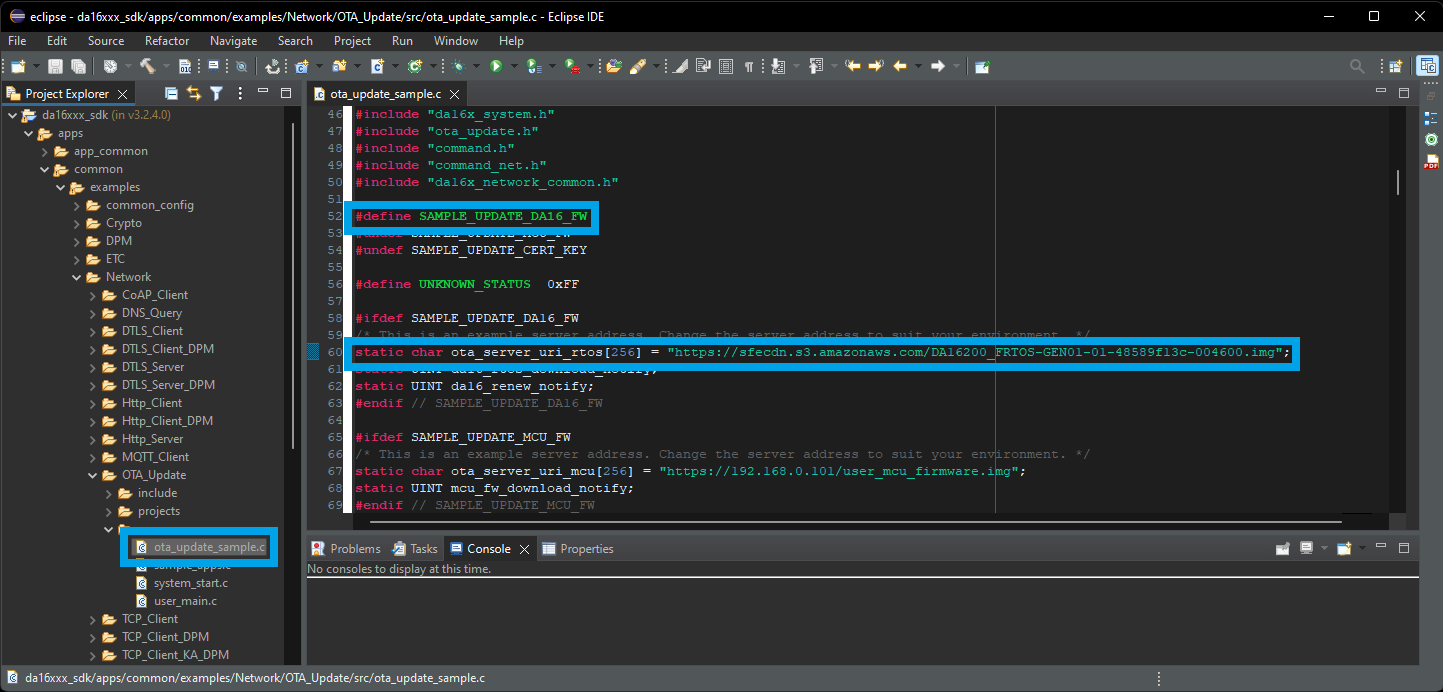 eclipse - da16xxx_sdk/apps/common/examples/Network/OTA_Update/src/ota_update_sample.c - Eclipse IDE
File Edit Source Refactor Navigate Search Project Run Window Help
Project Explorer
da16xxx_sdk (in v3.2.4.0)
apps
app_common
common
examples
common_config
Crypto
DPM
ETC
Network
CoAP_Client
DNS_Query
DTLS_Client
DTLS_Client_DPM
DTLS_Server
DTLS_Server_DPM
Http_Client
Http_Client_DPM
Http_Server
MQTT_Client
OTA_Update
include
projects
ota_update_sample.c
sample_apps.c
system_start.c
user_main.c
TCP_Client
TCP_Client_DPM
TCP_Client_KA_DPM
ota_update_sample.c
46 #include "da16x_system.h"
47 #include "ota_update.h"
48 #include "command.h"
49 #include "command_net.h"
50 #include "da16x_network_common.h"
51
52 #define SAMPLE_UPDATE_DA16_FW
53 #undef SAMPLE_UPDATE_MCU_FW
54 #undef SAMPLE_UPDATE_CERT_KEY
55
56 #define UNKNOWN_STATUS 0xFF
57
58 #ifdef SAMPLE_UPDATE_DA16_FW
59 /* This is an example server address. Change the server address to suit your environment. */
60 static char ota_server_uri_rtos[256] = "https://sfecdn.s3.amazonaws.com/DA16200_FRTOS-GEN01-01-48589f13c-004600.img";
61 static UINT da16_rtos_download_notify;
62 static UINT da16_renew_notify;
63 #endif // SAMPLE_UPDATE_DA16_FW
64
65 #ifdef SAMPLE_UPDATE_MCU_FW
66 /* This is an example server address. Change the server address to suit your environment. */
67 static char ota_server_uri_mcu[256] = "https://192.168.0.101/user_mcu_firmware.img";
68 static UINT mcu_fw_download_notify;
69 #endif // SAMPLE_UPDATE_MCU_FW
Problems Tasks Console Properties
No consoles to display at this time.
da16xxx_sdk/apps/common/examples/Network/OTA_Update/src/ota_update_sample.c